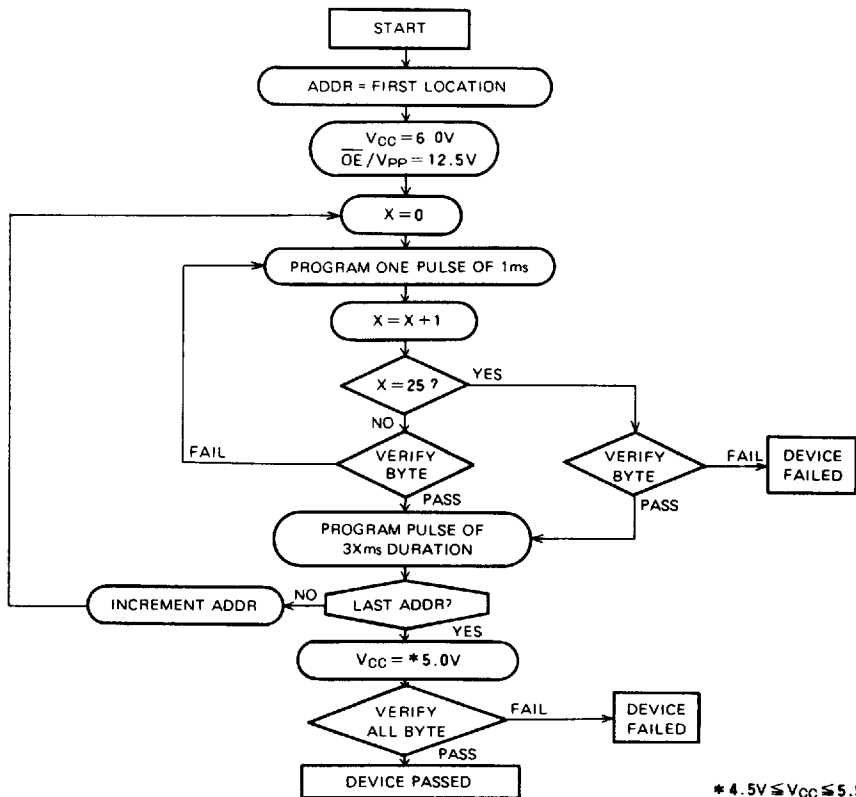 START
ADDR = FIRST LOCATION
VCC = 6 0V
OE/VPP = 12.5V
X = 0
PROGRAM ONE PULSE OF 1ms
X = X + 1
X = 25 ?
YES
NO
VERIFY
BYTE
FAIL
PASS
VERIFY
BYTE
FAIL
PASS
DEVICE
FAILED
PROGRAM PULSE OF
3Xms DURATION
INCREMENT ADDR
NO
LAST ADDR?
YES
VCC = *5.0V
VERIFY
ALL BYTE
FAIL
DEVICE
FAILED
PASS
DEVICE PASSED
*4.5V ≦ VCC ≦ 5.